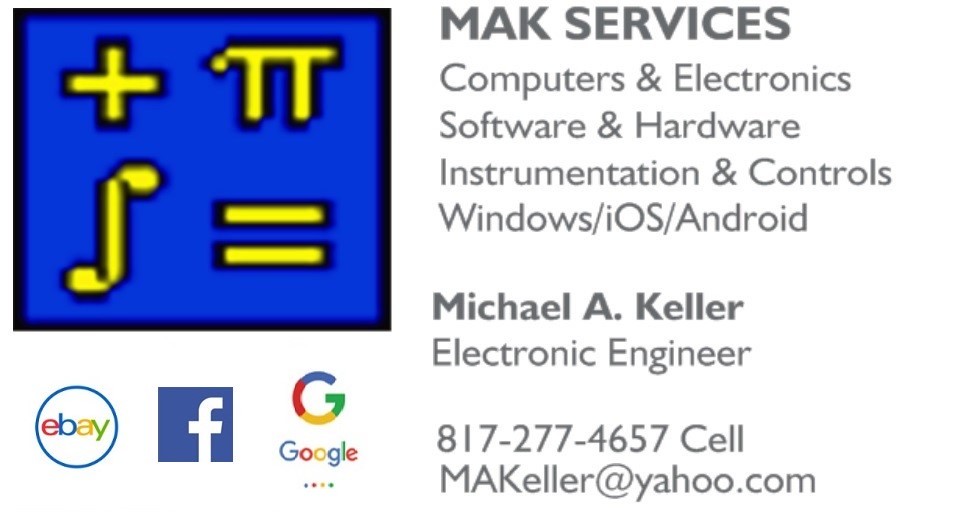 MAK SERVICES
Computers & Electronics
Software & Hardware
Instrumentation & Controls
Windows/iOS/Android
Michael A. Keller
Electronic Engineer
817-277-4657 Cell
MAKeller@yahoo.com
+ π
∫ =
ebay
f
G
Google